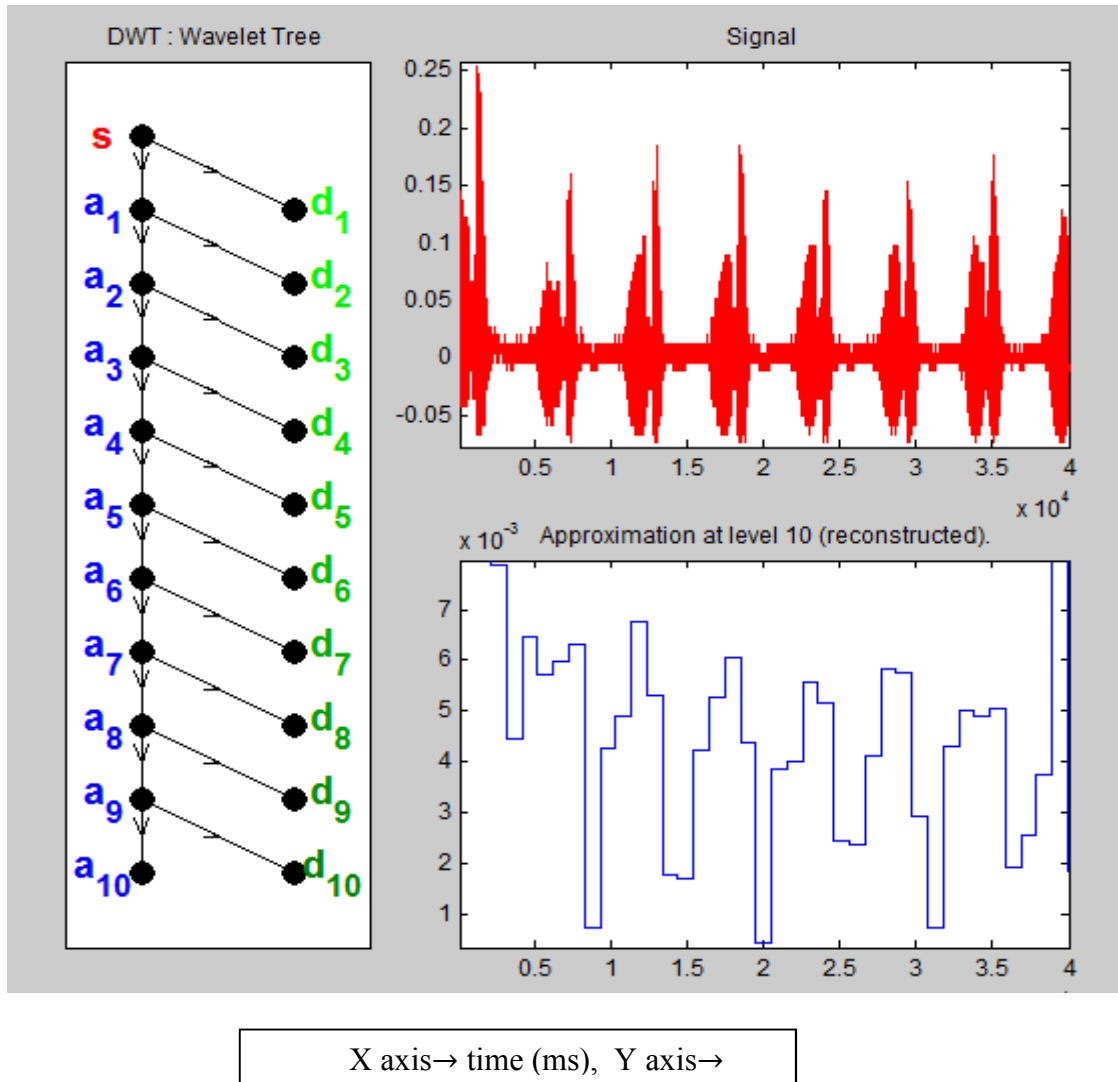 DWT : Wavelet Tree
s
a1 d1
a2 d2
a3 d3
a4 d4
a5 d5
a6 d6
a7 d7
a8 d8
a9 d9
a10 d10
Signal
0.25
0.2
0.15
0.1
0.05
0
-0.05
0.5 1 1.5 2 2.5 3 3.5 4
x 10^4
x 10^-3 Approximation at level 10 (reconstructed).
7
6
5
4
3
2
1
0.5 1 1.5 2 2.5 3 3.5 4
X axis→ time (ms), Y axis→